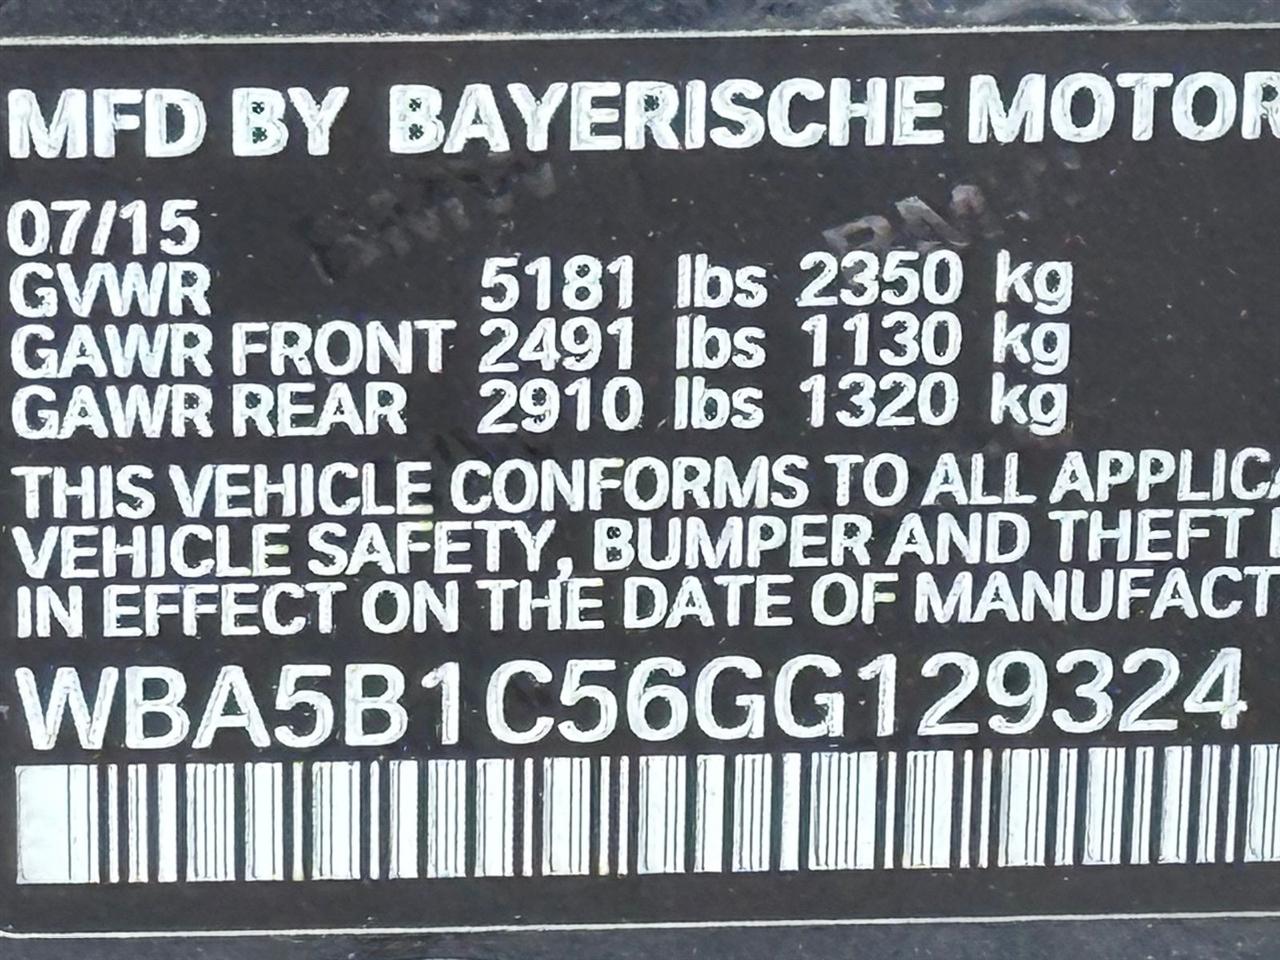 MFD BY BAYERISCHE MOTOR
07/15
GVWR 5181 lbs 2350 kg
GAWR FRONT 2491 lbs 1130 kg
GAWR REAR 2910 lbs 1320 kg
THIS VEHICLE CONFORMS TO ALL APPLICA
VEHICLE SAFETY, BUMPER AND THEFT
IN EFFECT ON THE DATE OF MANUFACT
WBA5B1C56GG129324